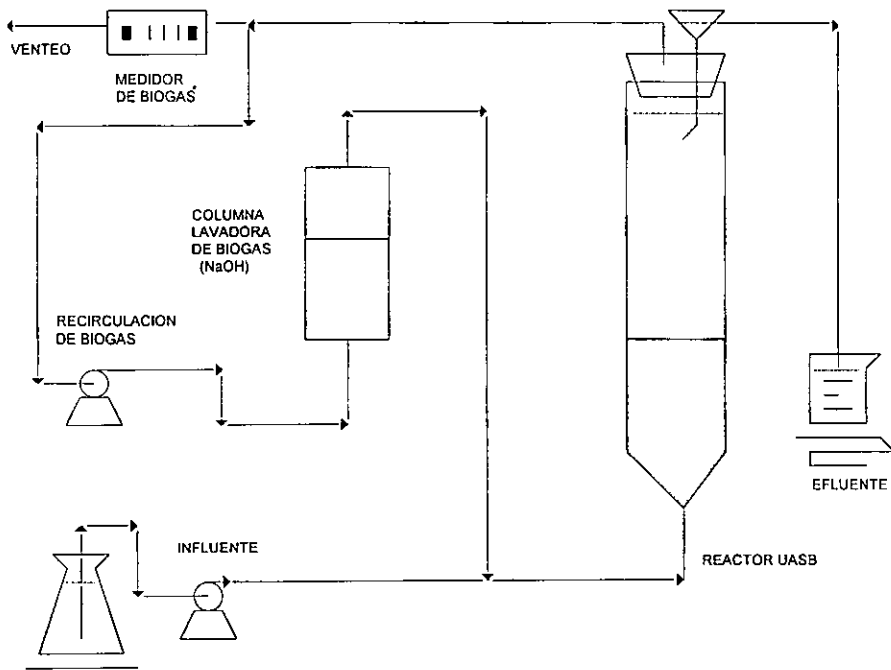 VENTEO
MEDIDOR
DE BIOGAS
COLUMNA
LAVADORA
DE BIOGAS
(NaOH)
RECIRCULACION
DE BIOGAS
EFLUENTE
INFLUENTE
REACTOR UASB